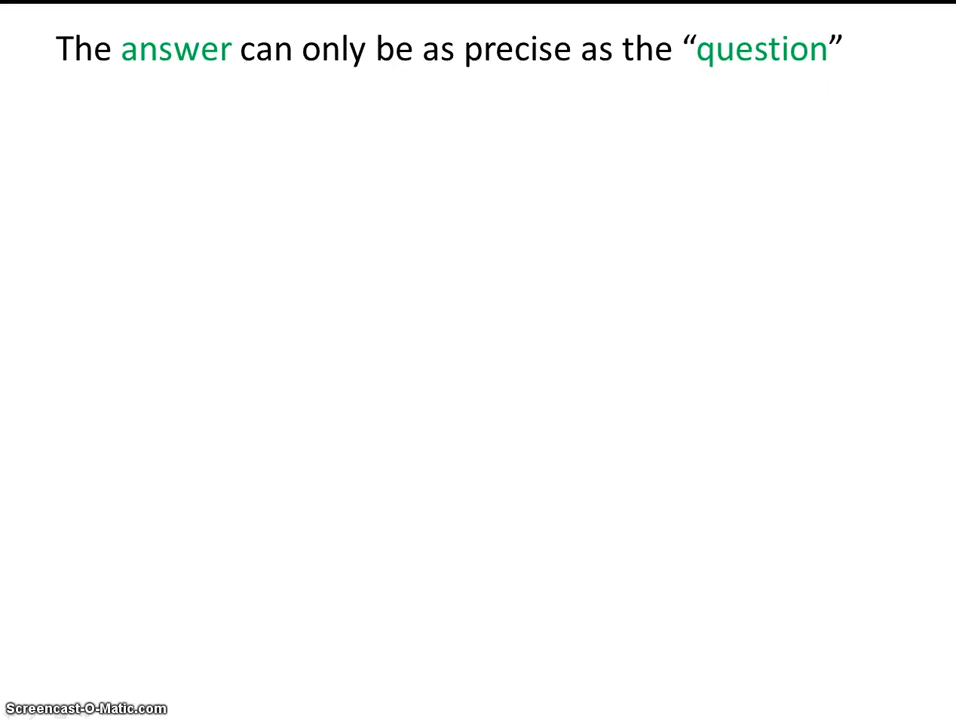 The answer can only be as precise as the “question”
Screencast-O-Matic.com